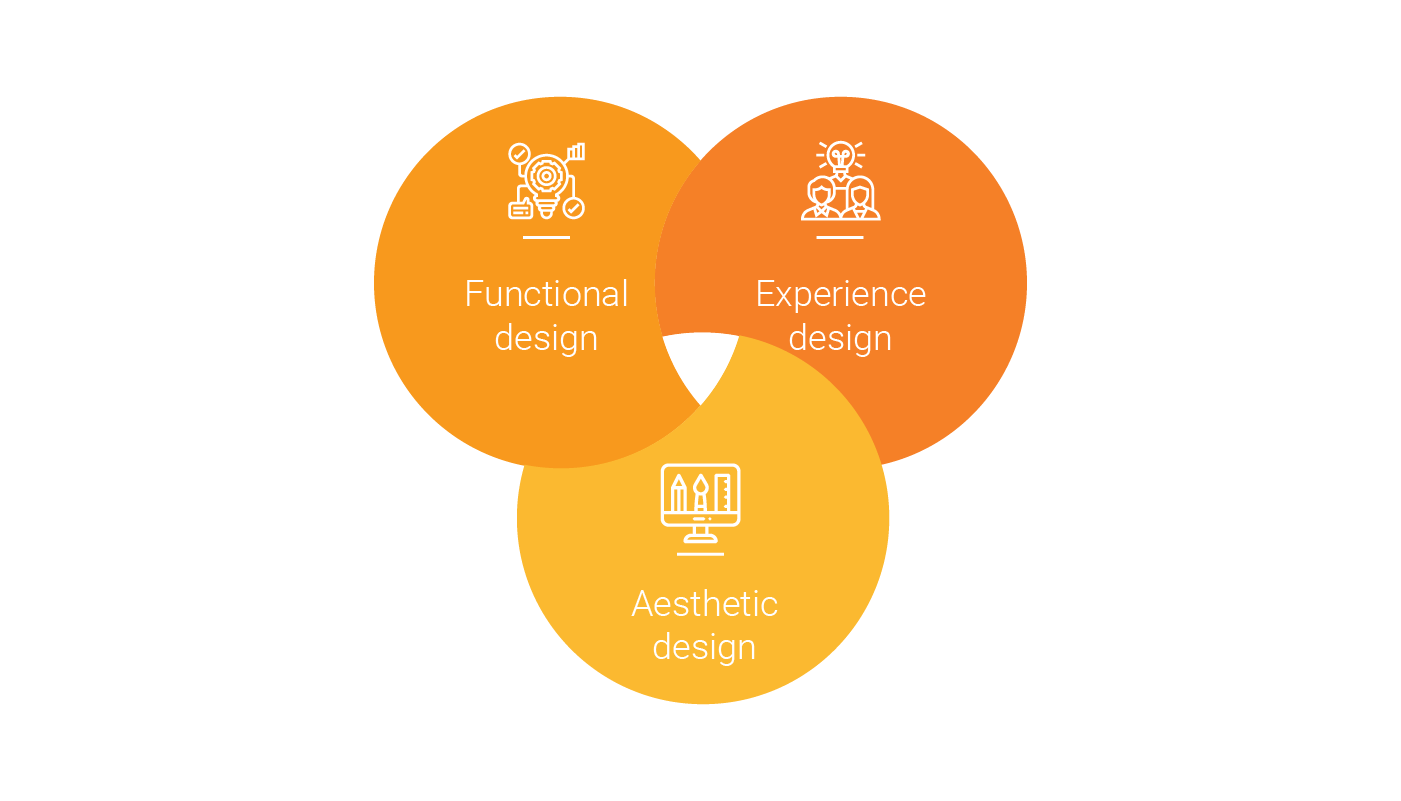 Functional
design
Experience
design
Aesthetic
design